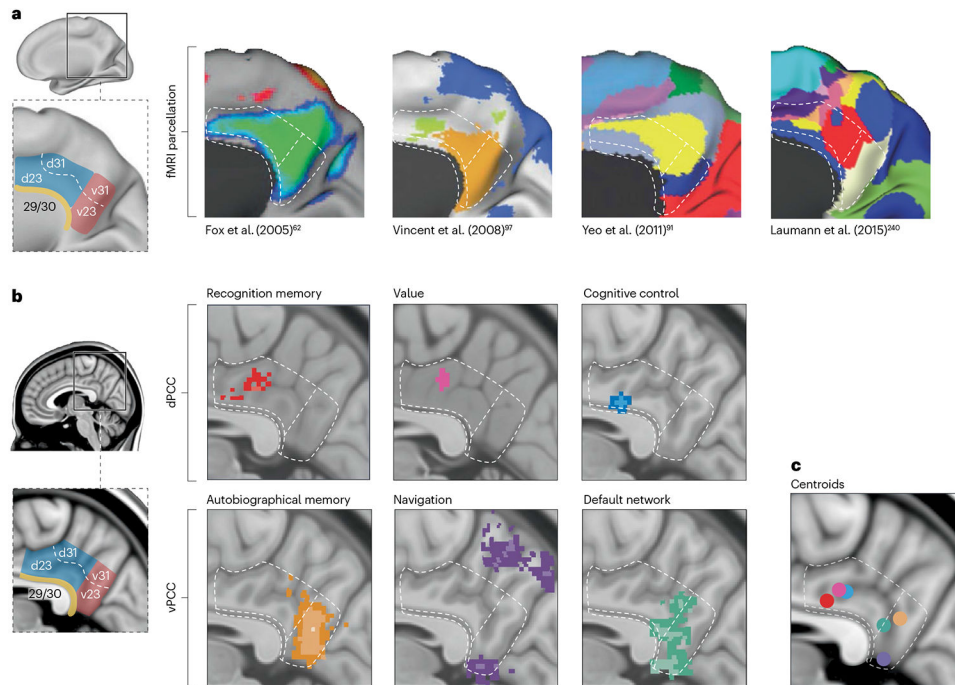 a
fMRI parcellation
d31
d23
v31
29/30
v23
Fox et al. (2005)⁶²
Vincent et al. (2008)⁹⁷
Yeo et al. (2011)⁹¹
Laumann et al. (2015)²⁴⁰
b
Recognition memory
Value
Cognitive control
dPCC
Autobiographical memory
Navigation
Default network
vPCC
d31
d23
v31
29/30
v23
c
Centroids